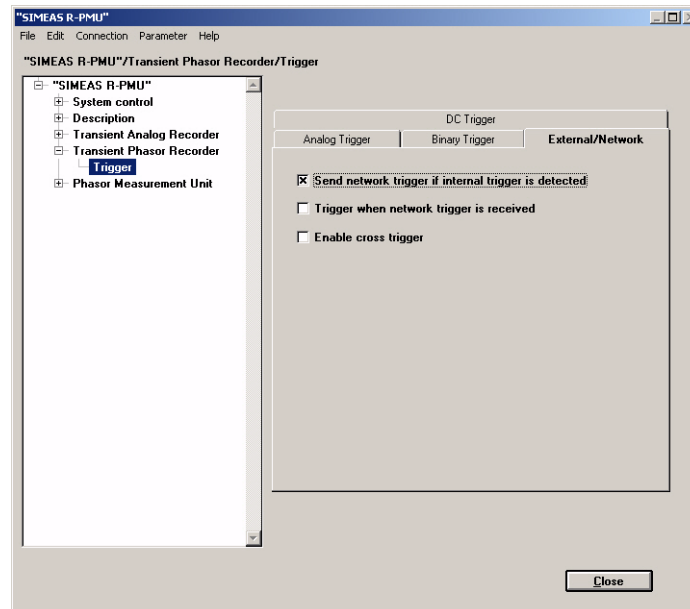 "SIMEAS R-PMU"
File Edit Connection Parameter Help
"SIMEAS R-PMU"/Transient Phasor Recorder/Trigger
"SIMEAS R-PMU"
System control
Description
Transient Analog Recorder
Transient Phasor Recorder
Trigger
Phasor Measurement Unit
DC Trigger
Analog Trigger Binary Trigger External/Network
Send network trigger if internal trigger is detected
Trigger when network trigger is received
Enable cross trigger
Close